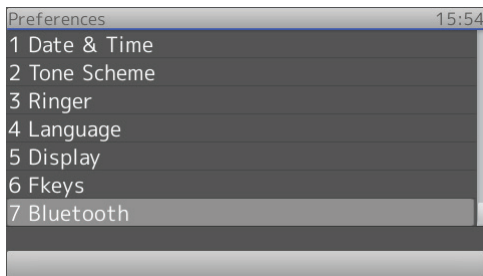 Preferences 15:54
1 Date & Time
2 Tone Scheme
3 Ringer
4 Language
5 Display
6 Fkeys
7 Bluetooth